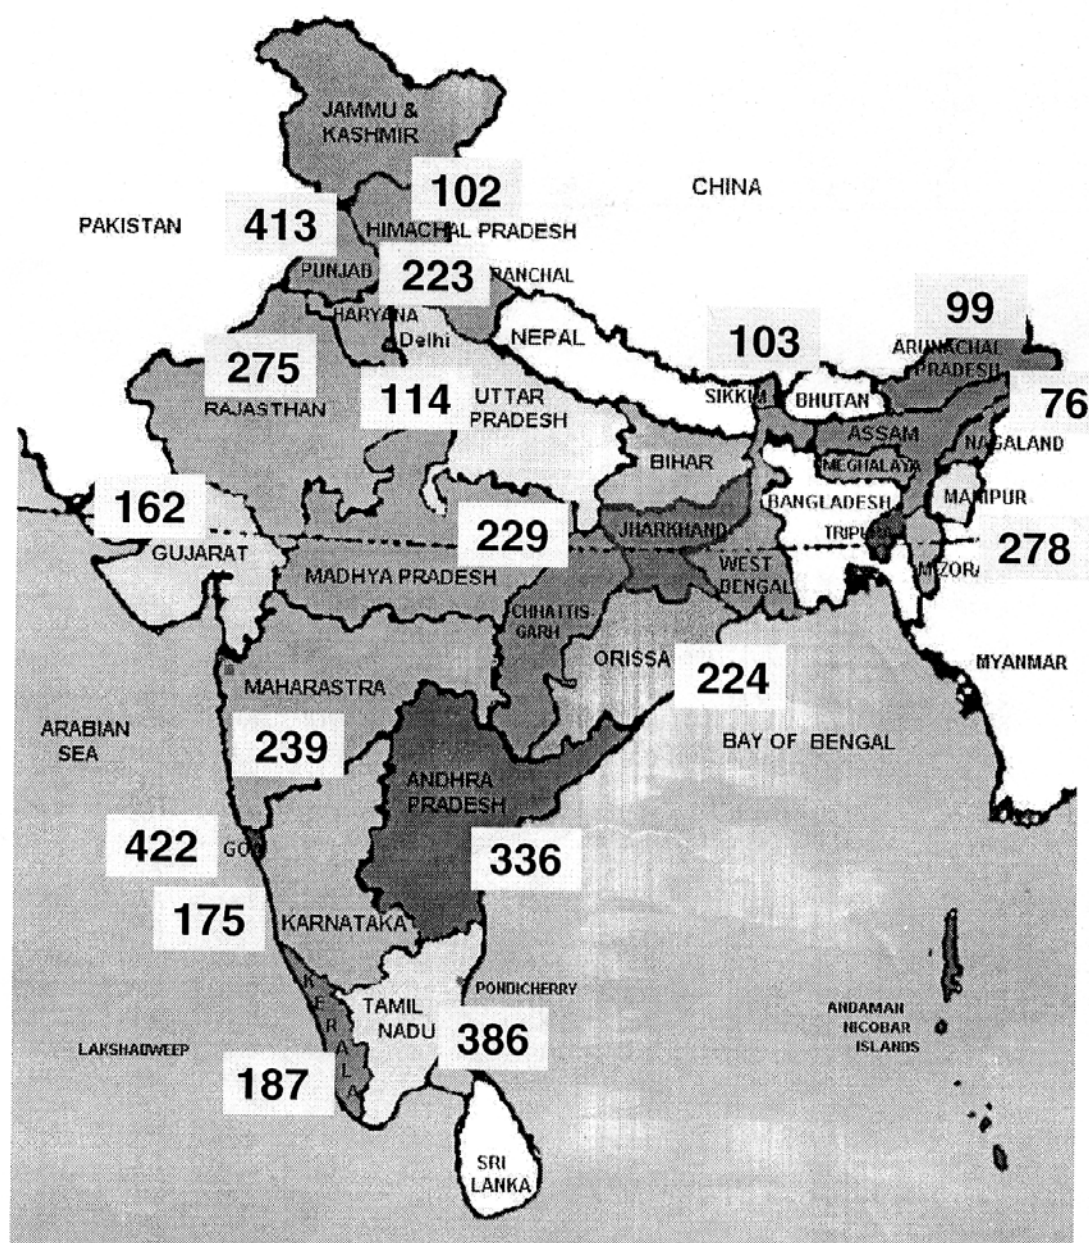 JAMMU &
KASHMIR
CHINA
102
PAKISTAN
413
HIMACHAL PRADESH
PUNJAB
223
RANCHAL
HARYANA
Delhi
NEPAL
99
103
ARUNACHAL
PRADESH
275
RAJASTHAN
114
UTTAR
PRADESH
SIKKIM
BHUTAN
76
ASSAM
NAGALAND
BIHAR
MEGHALAYA
BANGLADESH
MANIPUR
162
GUJARAT
229
JHARKHAND
TRIPURA
278
MADHYA PRADESH
WEST
BENGAL
MIZOR
CHHATTIS-
GARH
ORISSA
224
MYANMAR
MAHARASTRA
ARABIAN
SEA
239
BAY OF BENGAL
ANDHRA
PRADESH
422
GOA
336
175
KARNATAKA
KERALA
TAMIL
NADU
PONDICHERRY
386
ANDAMAN
NICOBAR
ISLANDS
LAKSHADWEEP
187
SRI
LANKA